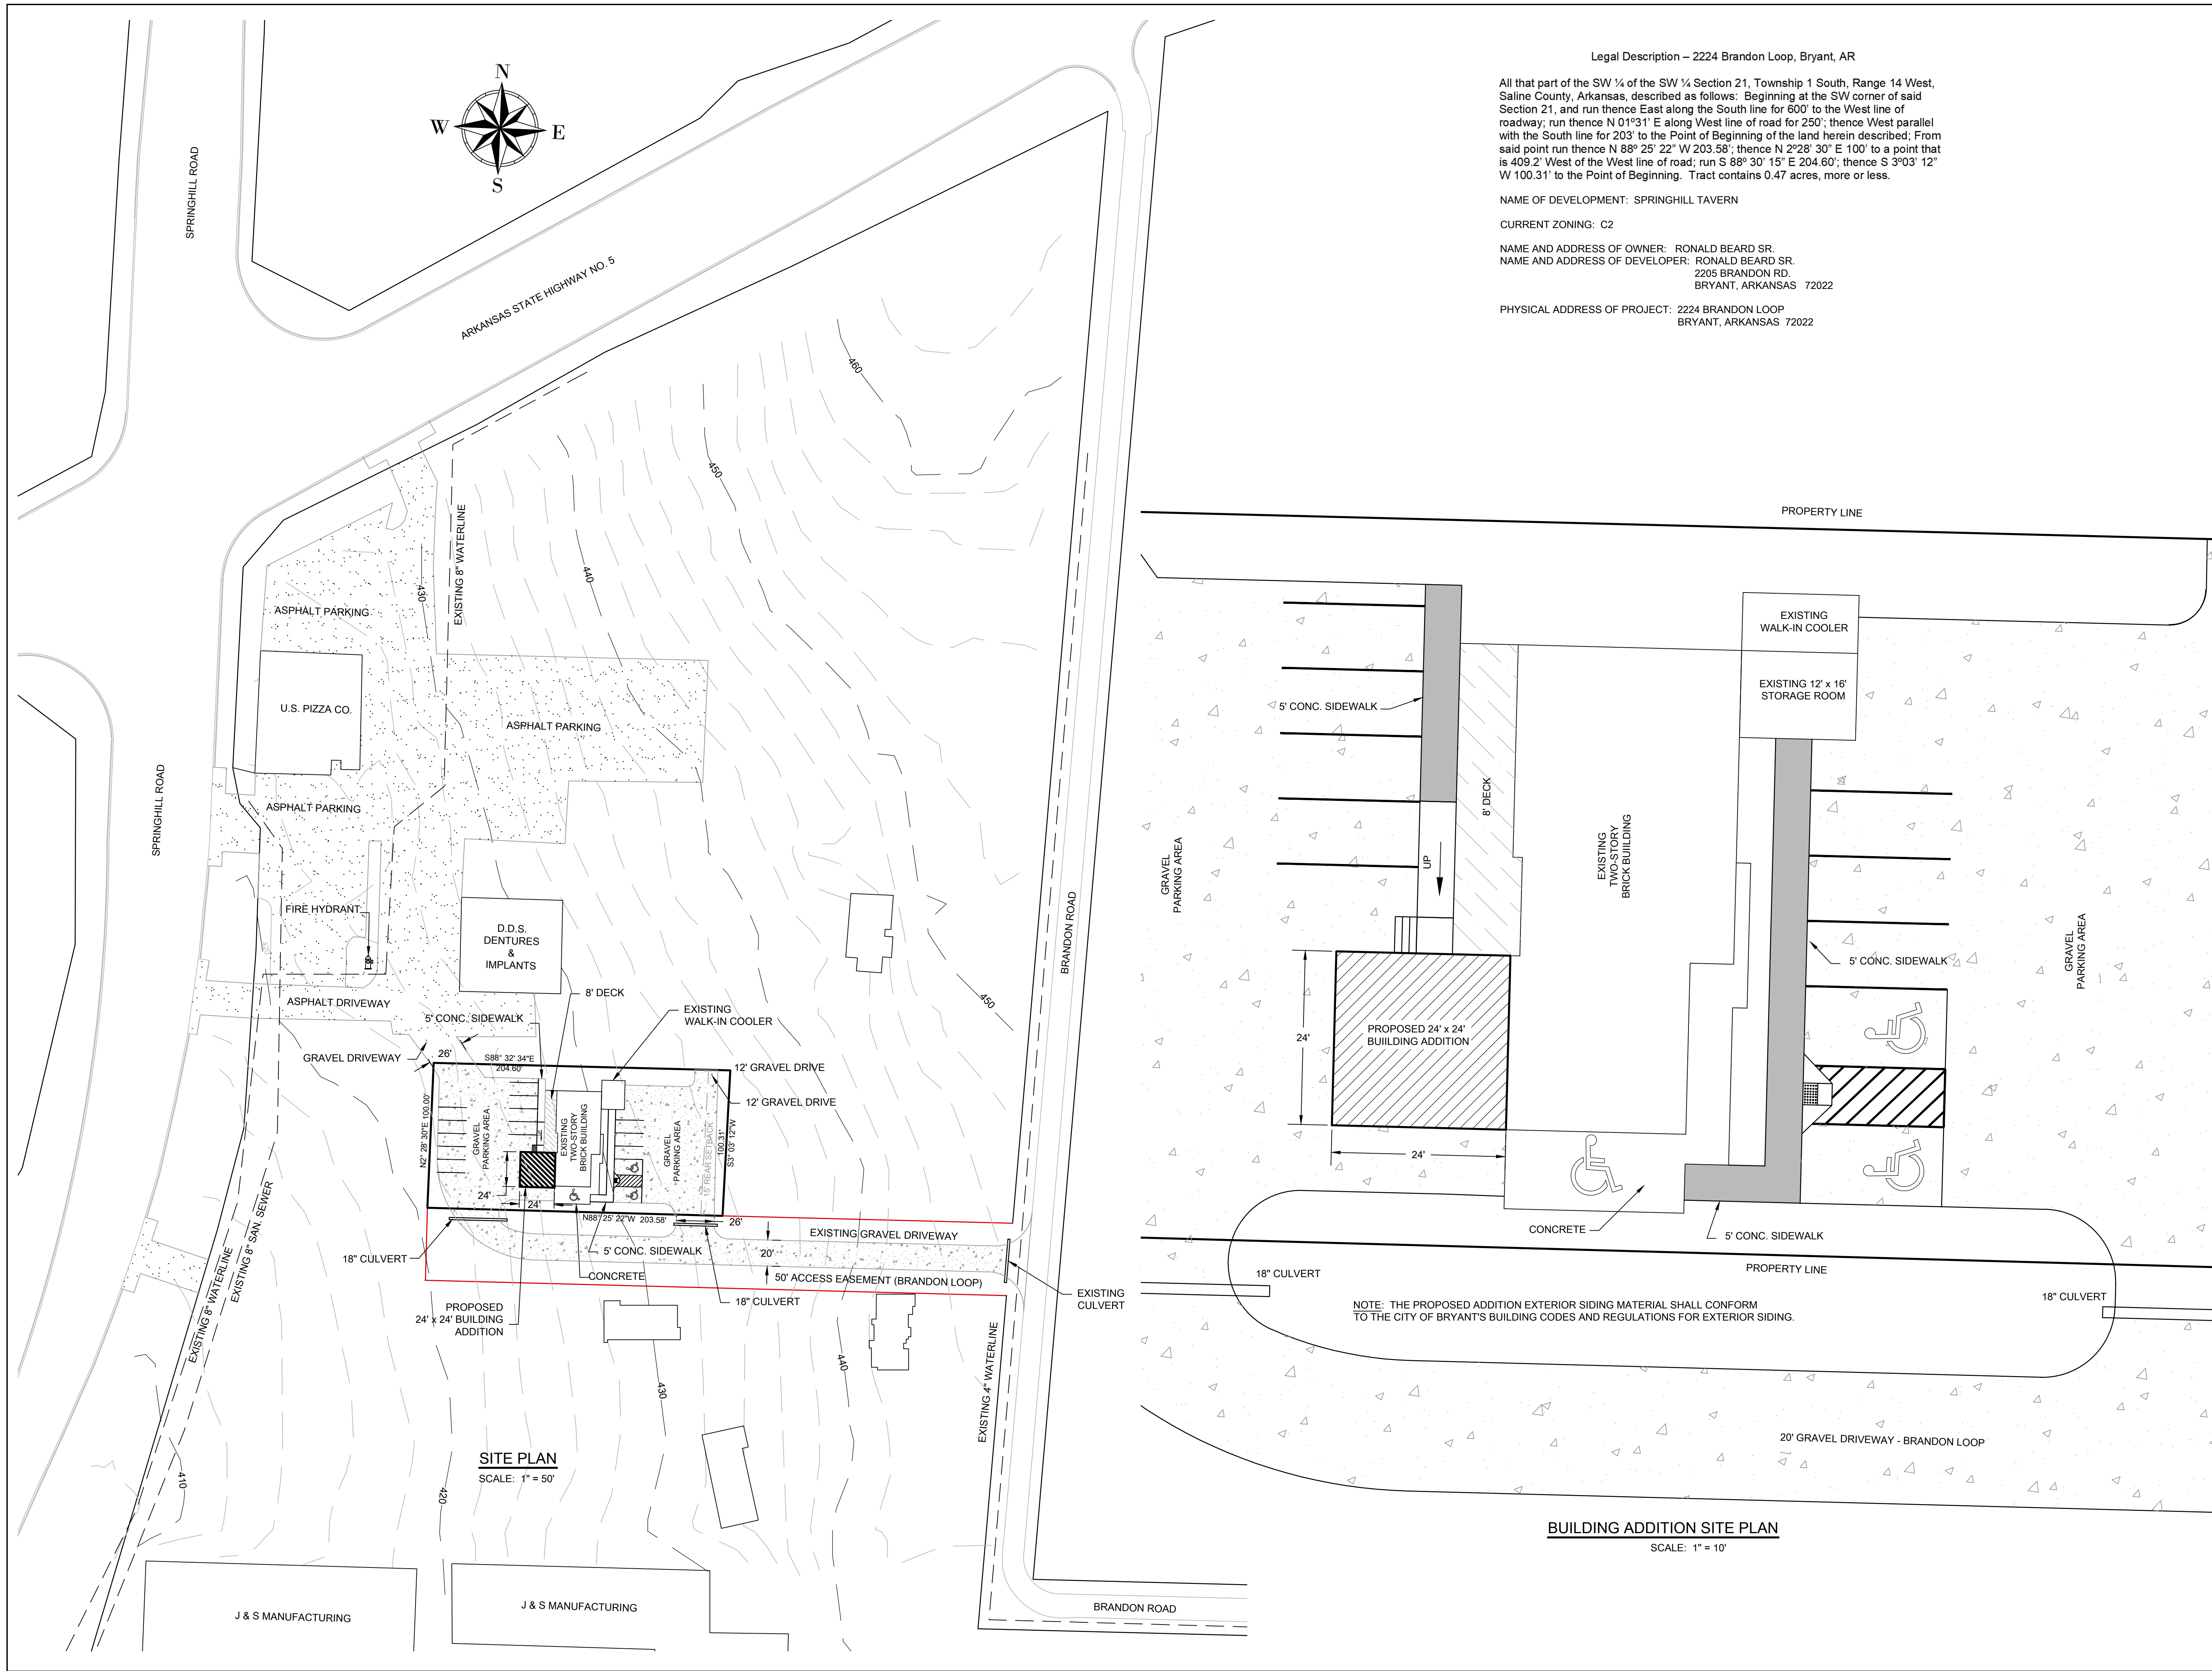 Legal Description – 2224 Brandon Loop, Bryant, AR
All that part of the SW ¼ of the SW ¼ Section 21, Township 1 South, Range 14 West,
Saline County, Arkansas, described as follows: Beginning at the SW corner of said
Section 21, and run thence East along the South line for 600' to the West line of
roadway; run thence N 01º31' E along West line of road for 250'; thence West parallel
with the South line for 203' to the Point of Beginning of the land herein described; From
said point run thence N 88º 25' 22" W 203.58'; thence N 2º28' 30" E 100' to a point that
is 409.2' West of the West line of road; run S 88º 30' 15" E 204.60'; thence S 3º03' 12"
W 100.31' to the Point of Beginning. Tract contains 0.47 acres, more or less.
NAME OF DEVELOPMENT: SPRINGHILL TAVERN
CURRENT ZONING: C2
NAME AND ADDRESS OF OWNER: RONALD BEARD SR.
NAME AND ADDRESS OF DEVELOPER: RONALD BEARD SR.
2205 BRANDON RD.
BRYANT, ARKANSAS 72022
PHYSICAL ADDRESS OF PROJECT: 2224 BRANDON LOOP
BRYANT, ARKANSAS 72022
N
W
E
S
SPRINGHILL ROAD
ARKANSAS STATE HIGHWAY NO. 5
460
450
440
430
EXISTING 8" WATERLINE
ASPHALT PARKING
U.S. PIZZA CO.
ASPHALT PARKING
ASPHALT PARKING
SPRINGHILL ROAD
BRANDON ROAD
FIRE HYDRANT
D.D.S.
DENTURES
&
IMPLANTS
ASPHALT DRIVEWAY
450
8' DECK
5' CONC. SIDEWALK
EXISTING
WALK-IN COOLER
GRAVEL DRIVEWAY
26'
S88° 32' 34"E
204.60'
12' GRAVEL DRIVE
12' GRAVEL DRIVE
N2° 28' 30"E 100.00'
GRAVEL
PARKING AREA
EXISTING
TWO-STORY
BRICK BUIILDING
GRAVEL
PARKING AREA
15' REAR SETBACK
100.31'
S3° 03' 12"W
24'
24'
N88° 25' 22"W 203.58'
26'
EXISTING GRAVEL DRIVEWAY
20'
18" CULVERT
5' CONC. SIDEWALK
CONCRETE
50' ACCESS EASEMENT (BRANDON LOOP)
18" CULVERT
EXISTING
CULVERT
PROPOSED
24' x 24' BUILDING
ADDITION
EXISTING 8" WATERLINE
EXISTING 8" SAN. SEWER
EXISTING 4" WATERLINE
440
430
420
410
SITE PLAN
SCALE: 1" = 50'
J & S MANUFACTURING
J & S MANUFACTURING
BRANDON ROAD
PROPERTY LINE
EXISTING
WALK-IN COOLER
EXISTING 12' x 16'
STORAGE ROOM
5' CONC. SIDEWALK
8' DECK
UP
GRAVEL
PARKING AREA
EXISTING
TWO-STORY
BRICK BUILDING
GRAVEL
PARKING AREA
5' CONC. SIDEWALK
24'
PROPOSED 24' x 24'
BUIILDING ADDITION
24'
CONCRETE
5' CONC. SIDEWALK
PROPERTY LINE
18" CULVERT
18" CULVERT
NOTE: THE PROPOSED ADDITION EXTERIOR SIDING MATERIAL SHALL CONFORM
TO THE CITY OF BRYANT'S BUILDING CODES AND REGULATIONS FOR EXTERIOR SIDING.
20' GRAVEL DRIVEWAY - BRANDON LOOP
BUILDING ADDITION SITE PLAN
SCALE: 1" = 10'